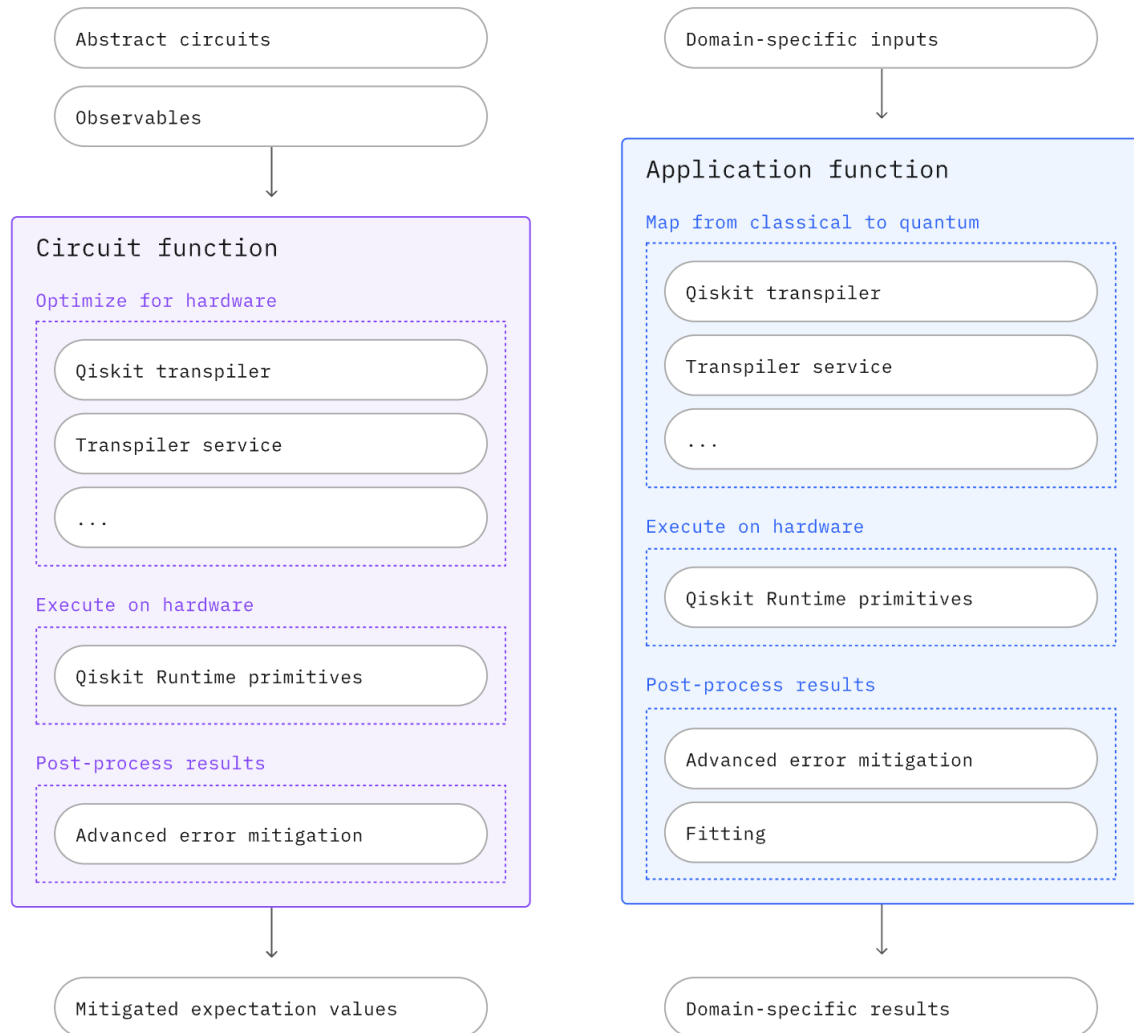 Abstract circuits
Observables
Circuit function
Optimize for hardware
Qiskit transpiler
Transpiler service
...
Execute on hardware
Qiskit Runtime primitives
Post-process results
Advanced error mitigation
Mitigated expectation values
Domain-specific inputs
Application function
Map from classical to quantum
Qiskit transpiler
Transpiler service
...
Execute on hardware
Qiskit Runtime primitives
Post-process results
Advanced error mitigation
Fitting
Domain-specific results